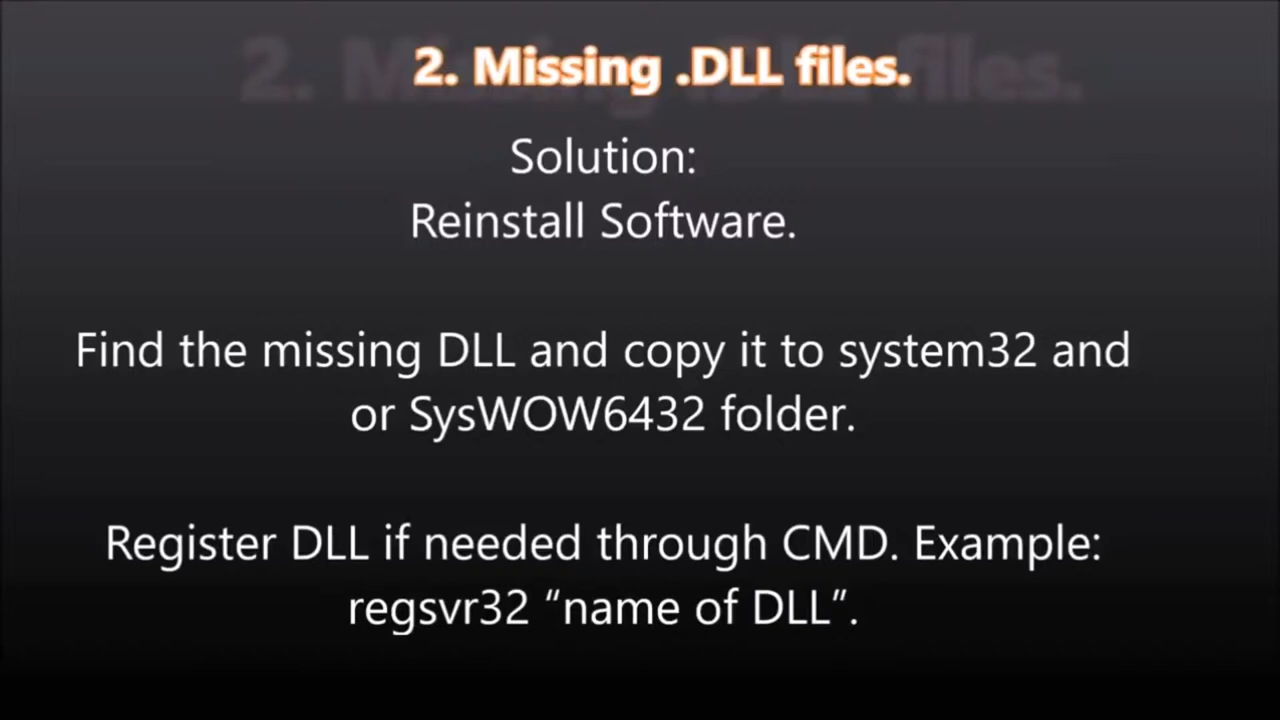 2. Missing .DLL files.
Solution:
Reinstall Software.
Find the missing DLL and copy it to system32 and
or SysWOW6432 folder.
Register DLL if needed through CMD. Example:
regsvr32 “name of DLL”.